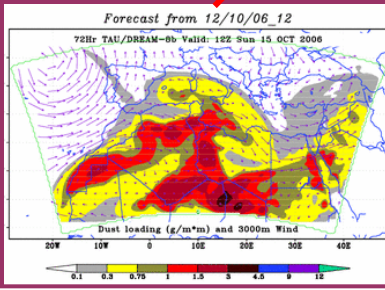 Forecast from 12/10/06_12
72Hr TAU/DREAM-8b Valid: 12Z Sun 15 OCT 2006
Dust loading (g/m*m) and 3000m Wind
20W 10W 0 10E 20E 30E 40E
0.1 0.3 0.75 1 1.5 3 4.5 9 12